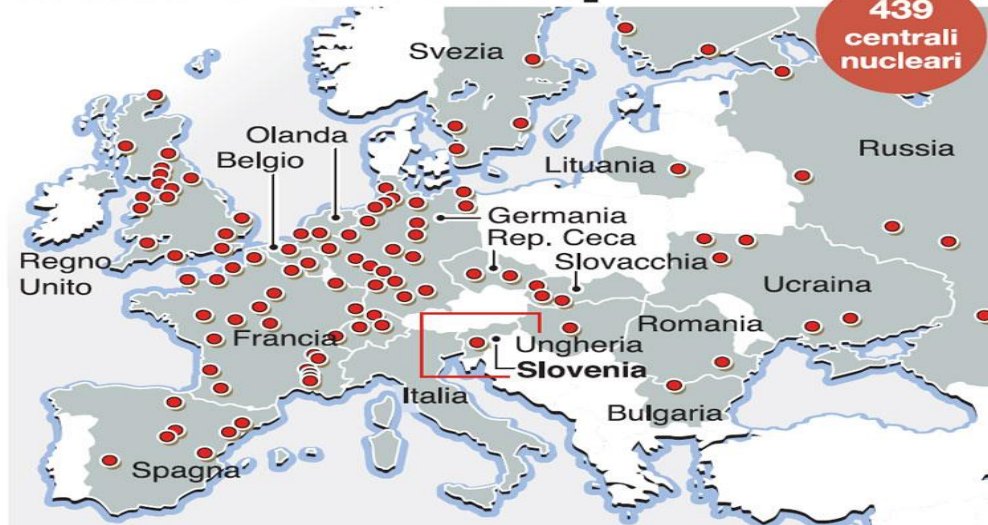 439
centrali
nucleari
Svezia
Olanda
Belgio
Lituania
Russia
Germania
Rep. Ceca
Slovacchia
Regno
Unito
Ucraina
Francia
Romania
Ungheria
Slovenia
Italia
Bulgaria
Spagna